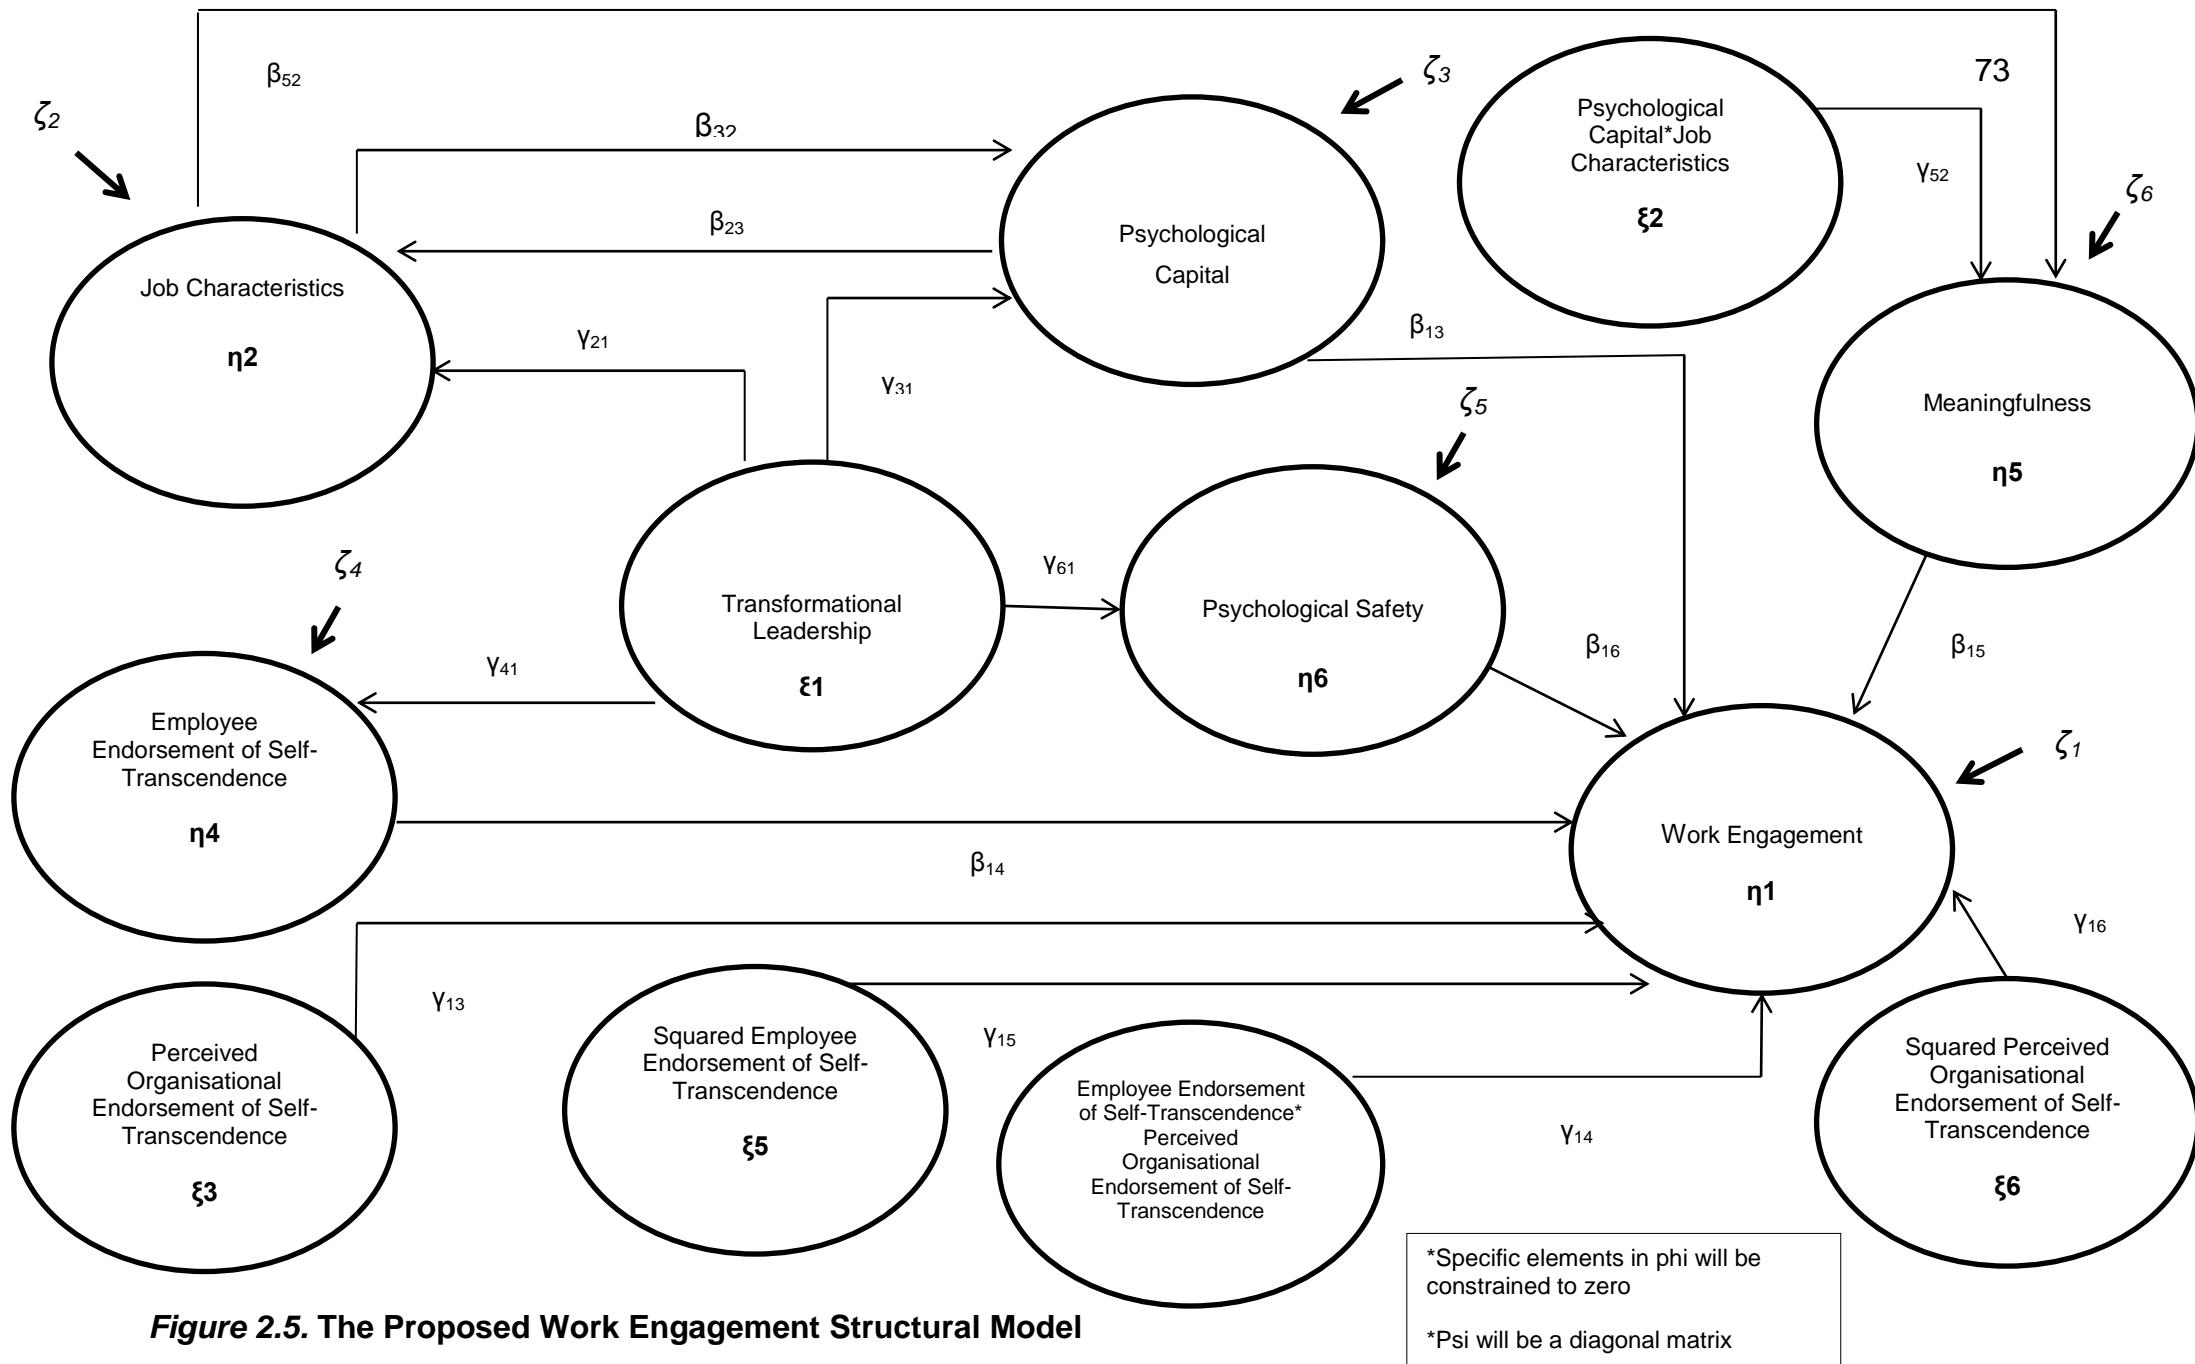 β52
73
ζ3
ζ2
β32
Psychological
Capital*Job
Characteristics
ξ2
γ52
ζ6
β23
Psychological
Capital
Job Characteristics
η2
γ21
γ31
β13
ζ5
Meaningfulness
η5
ζ4
γ61
Transformational
Leadership
ξ1
Psychological Safety
η6
β16
β15
γ41
Employee
Endorsement of Self-
Transcendence
η4
ζ1
Work Engagement
η1
β14
γ16
γ13
Perceived
Organisational
Endorsement of Self-
Transcendence
ξ3
Squared Employee
Endorsement of Self-
Transcendence
ξ5
γ15
Employee Endorsement
of Self-Transcendence*
Perceived
Organisational
Endorsement of Self-
Transcendence
γ14
Squared Perceived
Organisational
Endorsement of Self-
Transcendence
ξ6
*Specific elements in phi will be
constrained to zero
*Psi will be a diagonal matrix
Figure 2.5. The Proposed Work Engagement Structural Model